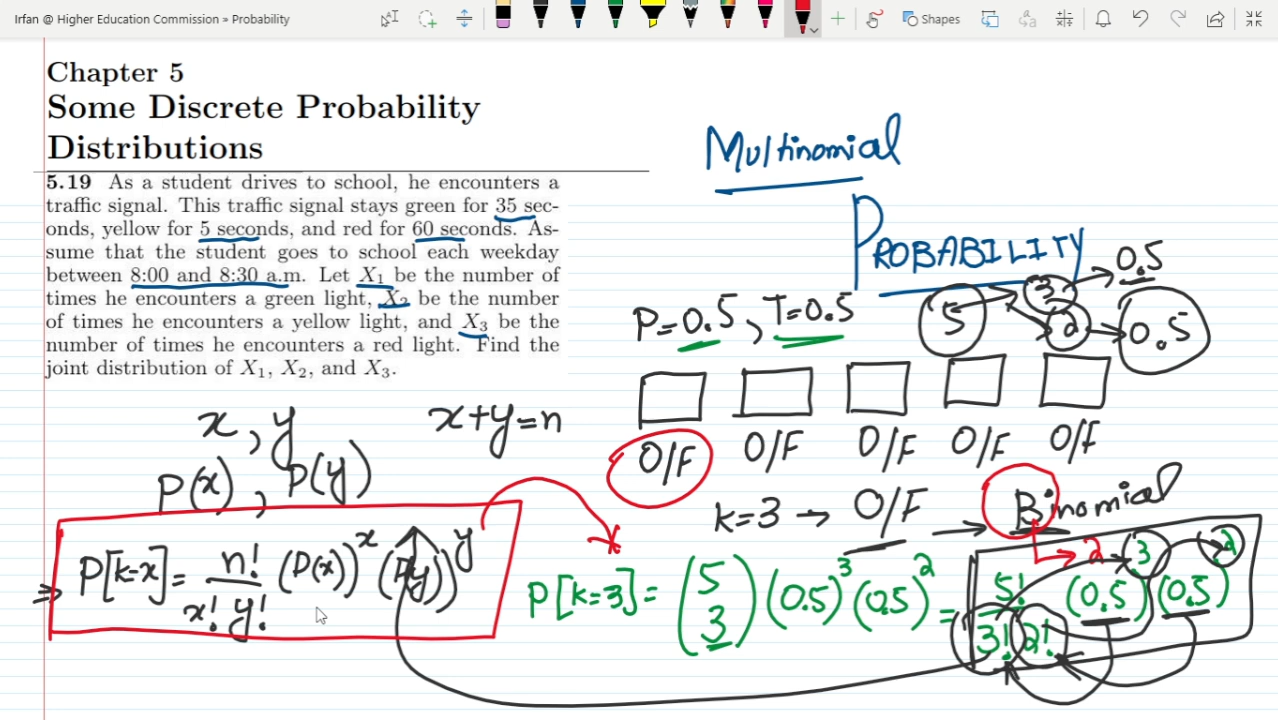 Irfan @ Higher Education Commission » Probability
Shapes
Chapter 5
Some Discrete Probability
Distributions
5.19 As a student drives to school, he encounters a
traffic signal. This traffic signal stays green for 35 sec-
onds, yellow for 5 seconds, and red for 60 seconds. As-
sume that the student goes to school each weekday
between 8:00 and 8:30 a.m. Let X₁ be the number of
times he encounters a green light, X₂ be the number
of times he encounters a yellow light, and X₃ be the
number of times he encounters a red light. Find the
joint distribution of X₁, X₂, and X₃.
Multinomial
PROBABILITY
P=0.5, T=0.5
5 3 0.5
2 0.5
O/F O/F O/F O/F O/F
k=3 → O/F → Binomial
2
x, y x+y=n
P(x), P(y)
⇒ P[k=x] = n!/(x! y!) (P(x))^x (P(y))^y
P[k=3] = (5 3) (0.5)³ (0.5)² = 5!/(3! 2!) (0.5)³ (0.5)²